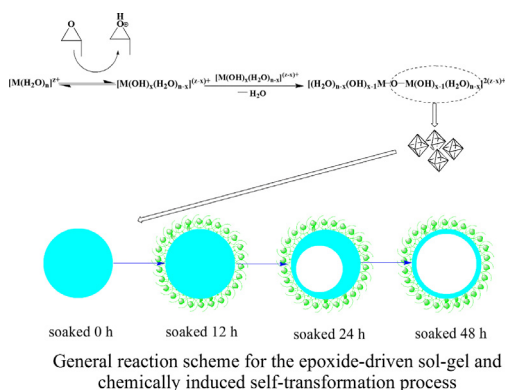 O
H
O⊕
[M(H₂O)ₙ]ᶻ⁺ [M(OH)ₓ(H₂O)ₙ₋ₓ]⁽ᶻ⁻ˣ⁾⁺ [M(OH)ₓ(H₂O)ₙ₋ₓ]⁽ᶻ⁻ˣ⁾⁺ — H₂O [(H₂O)ₙ₋ₓ(OH)ₓ₋₁M—O—M(OH)ₓ₋₁(H₂O)ₙ₋ₓ]²⁽ᶻ⁻ˣ⁾⁺
soaked 0 h soaked 12 h soaked 24 h soaked 48 h
General reaction scheme for the epoxide-driven sol-gel and
chemically induced self-transformation process